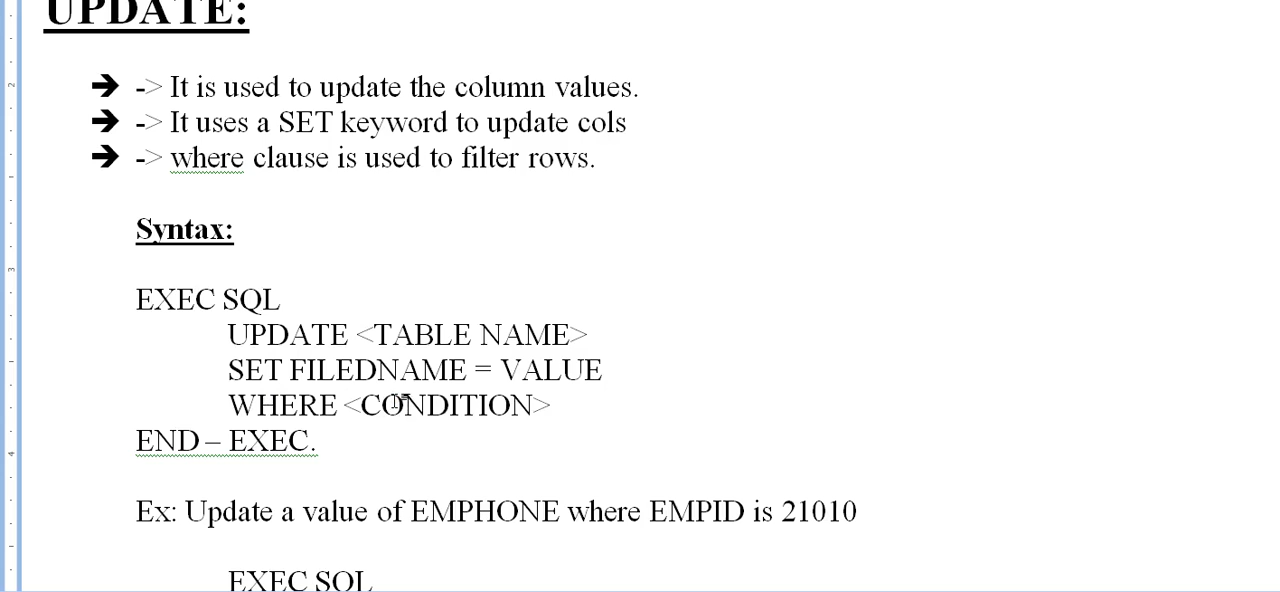 UPDATE:
➔ -> It is used to update the column values.
➔ -> It uses a SET keyword to update cols
➔ -> where clause is used to filter rows.
Syntax:
EXEC SQL
UPDATE <TABLE NAME>
SET FILEDNAME = VALUE
WHERE <CONDITION>
END – EXEC.
Ex: Update a value of EMPHONE where EMPID is 21010
EXEC SQL